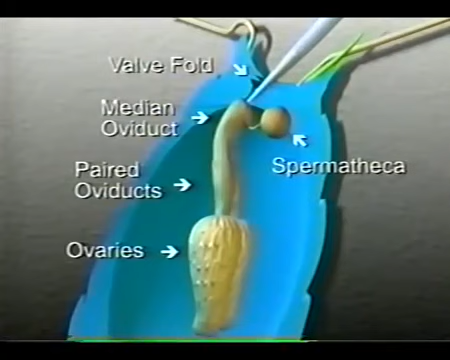 Valve Fold
Median
Oviduct
Spermatheca
Paired
Oviducts
Ovaries